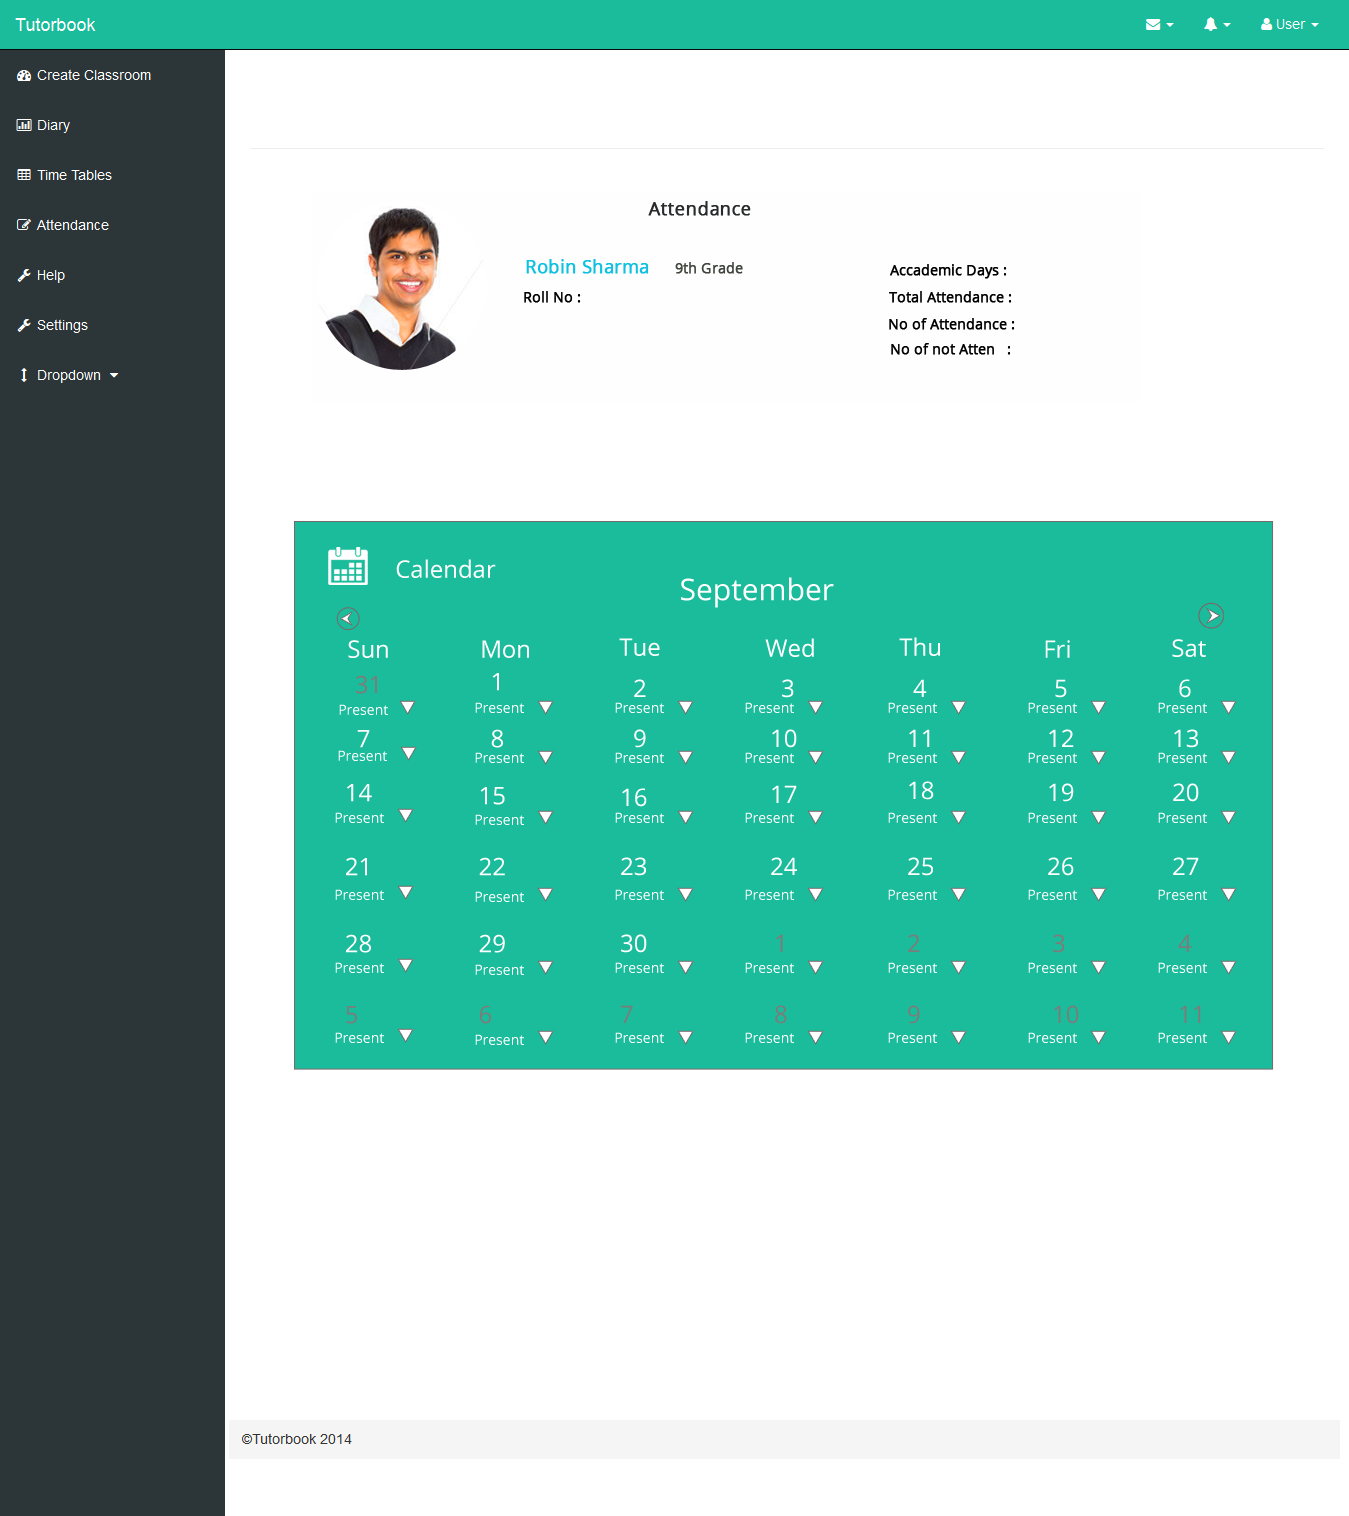 Tutorbook
User
Create Classroom
Diary
Time Tables
Attendance
Help
Settings
Dropdown
Attendance
Robin Sharma 9th Grade
Roll No :
Accademic Days :
Total Attendance :
No of Attendance :
No of not Atten :
Calendar
September
Sun Mon Tue Wed Thu Fri Sat
31 1 2 3 4 5 6
Present Present Present Present Present Present Present
7 8 9 10 11 12 13
Present Present Present Present Present Present Present
14 15 16 17 18 19 20
Present Present Present Present Present Present Present
21 22 23 24 25 26 27
Present Present Present Present Present Present Present
28 29 30 1 2 3 4
Present Present Present Present Present Present Present
5 6 7 8 9 10 11
Present Present Present Present Present Present Present
©Tutorbook 2014